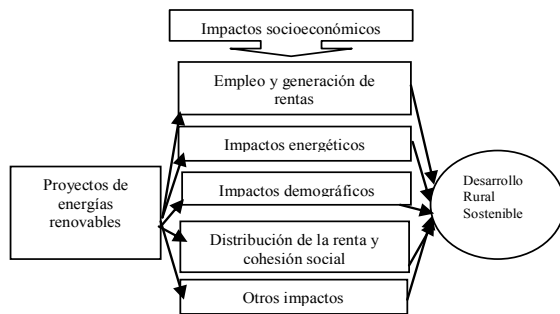 Impactos socioeconómicos
Empleo y generación de
rentas
Impactos energéticos
Proyectos de
energías
renovables
Impactos demográficos
Distribución de la renta y
cohesión social
Otros impactos
Desarrollo
Rural
Sostenible